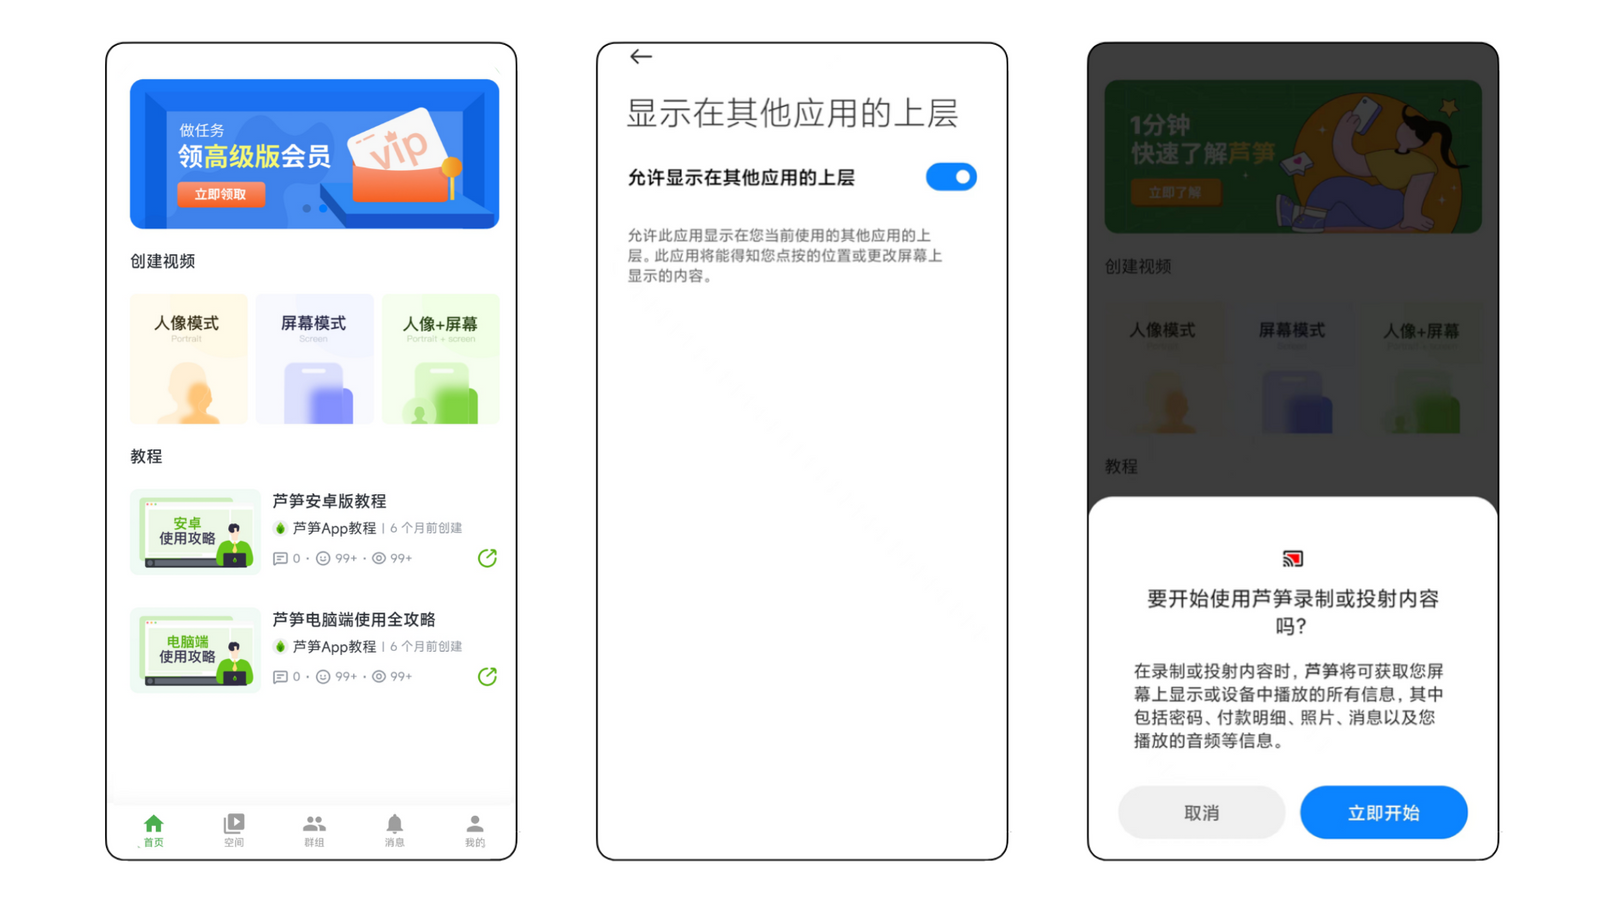 做任务
领高级版会员
立即领取
vip
创建视频
人像模式
Portrait
屏幕模式
Screen
人像+屏幕
Portrait + screen
教程
安卓
使用攻略
芦笋安卓版教程
芦笋App教程 | 6 个月前创建
0 · 99+ · 99+
电脑端
使用攻略
芦笋电脑端使用全攻略
芦笋App教程 | 6 个月前创建
0 · 99+ · 99+
首页
空间
群组
消息
我的
显示在其他应用的上层
允许显示在其他应用的上层
允许此应用显示在您当前使用的其他应用的上
层。此应用将能得知您点按的位置或更改屏幕上
显示的内容。
1分钟
快速了解芦笋
立即了解
创建视频
人像模式
屏幕模式
人像+屏幕
教程
要开始使用芦笋录制或投射内容
吗？
在录制或投射内容时，芦笋将可获取您屏
幕上显示或设备中播放的所有信息，其中
包括密码、付款明细、照片、消息以及您
播放的音频等信息。
取消
立即开始